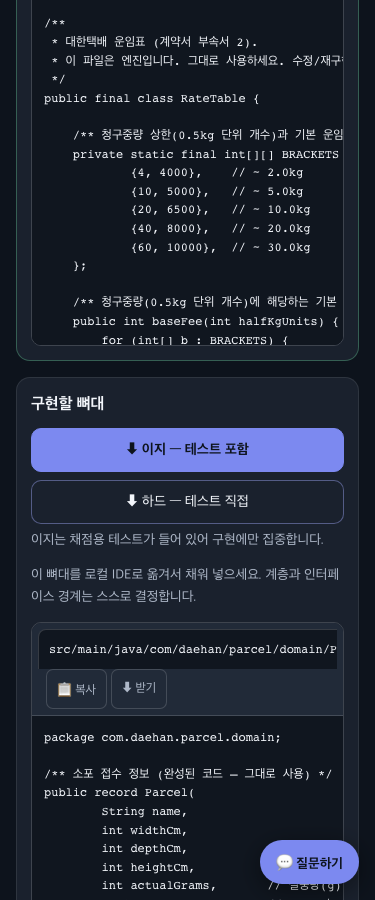 /**
 * 대한택배 운임표 (계약서 부속서 2).
 * 이 파일은 엔진입니다. 그대로 사용하세요. 수정/재구
 */
public final class RateTable {
    /** 청구중량 상한(0.5kg 단위 개수)과 기본 운임
    private static final int[][] BRACKETS
            {4, 4000},    // ~ 2.0kg
            {10, 5000},   // ~ 5.0kg
            {20, 6500},   // ~ 10.0kg
            {40, 8000},   // ~ 20.0kg
            {60, 10000},  // ~ 30.0kg
    };
    /** 청구중량(0.5kg 단위 개수)에 해당하는 기본
    public int baseFee(int halfKgUnits) {
        for (int[] b : BRACKETS) {
구현할 뼈대
⬇ 이지 — 테스트 포함
⬇ 하드 — 테스트 직접
이지는 채점용 테스트가 들어 있어 구현에만 집중합니다.
이 뼈대를 로컬 IDE로 옮겨서 채워 넣으세요. 계층과 인터페
이스 경계는 스스로 결정합니다.
src/main/java/com/daehan/parcel/domain/P
📋 복사
⬇ 받기
package com.daehan.parcel.domain;
/** 소포 접수 정보 (완성된 코드 — 그대로 사용) */
public record Parcel(
        String name,
        int widthCm,
        int depthCm,
        int heightCm,
        int actualGrams,      // 실중량(g)
💬 질문하기